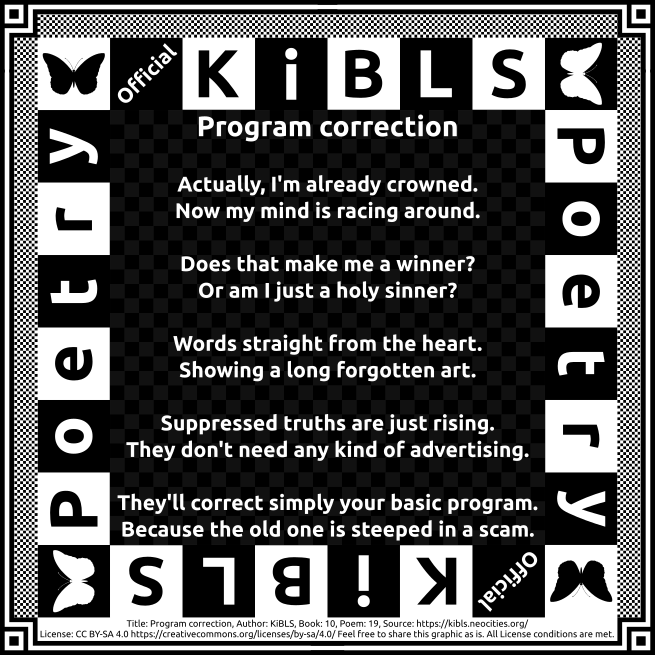 Official KiBLS
Poetry
Poetry
Program correction
Actually, I'm already crowned.
Now my mind is racing around.
Does that make me a winner?
Or am I just a holy sinner?
Words straight from the heart.
Showing a long forgotten art.
Suppressed truths are just rising.
They don't need any kind of advertising.
They'll correct simply your basic program.
Because the old one is steeped in a scam.
Official KiBLS
Title: Program correction, Author: KiBLS, Book: 10, Poem: 19, Source: https://kibls.neocities.org/
License: CC BY-SA 4.0 https://creativecommons.org/licenses/by-sa/4.0/ Feel free to share this graphic as is. All License conditions are met.